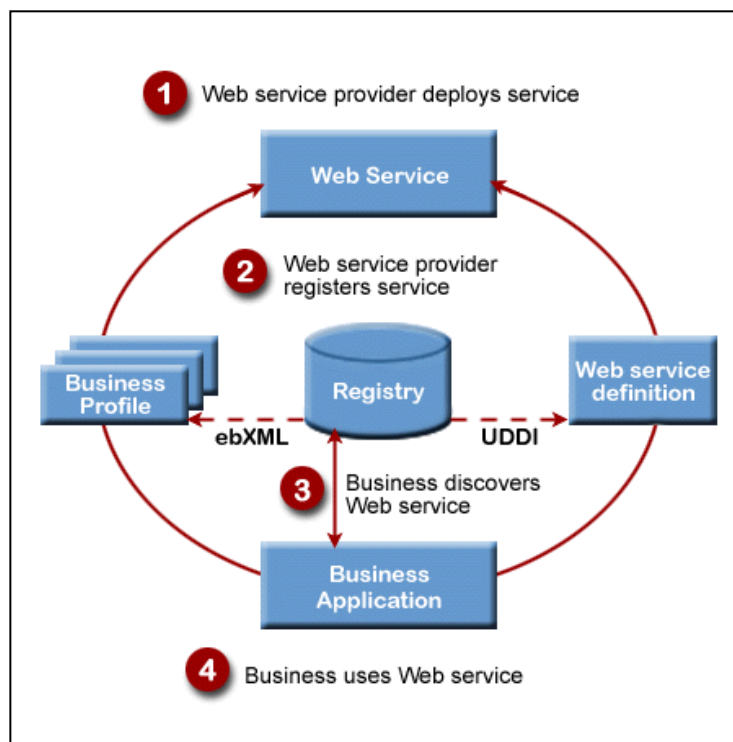 1 Web service provider deploys service
Web Service
2 Web service provider
registers service
Business
Profile
Registry
Web service
definition
ebXML
UDDI
3 Business discovers
Web service
Business
Application
4 Business uses Web service